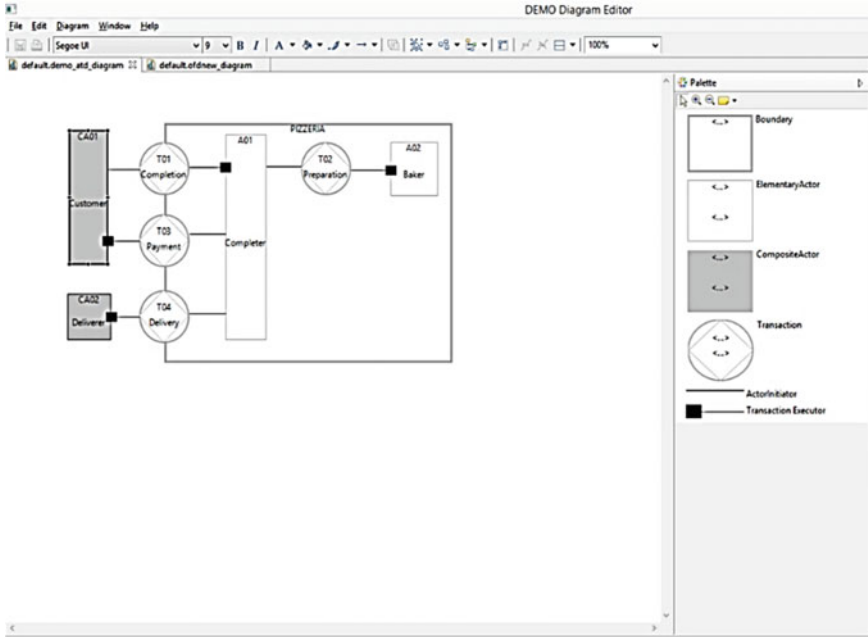 DEMO Diagram Editor
File Edit Diagram Window Help
Segoe UI 9 B I A 100%
default.demo_atd_diagram default.ofdnew_diagram
Palette
PIZZERIA
CA01
Customer
T01
Completion
A01
Completer
T02
Preparation
A02
Baker
T03
Payment
CA02
Deliverer
T04
Delivery
<...>
Boundary
<...>
ElementaryActor
<...>
<...>
CompositeActor
<...>
<...>
Transaction
<...>
<...>
ActorInitiator
Transaction Executor